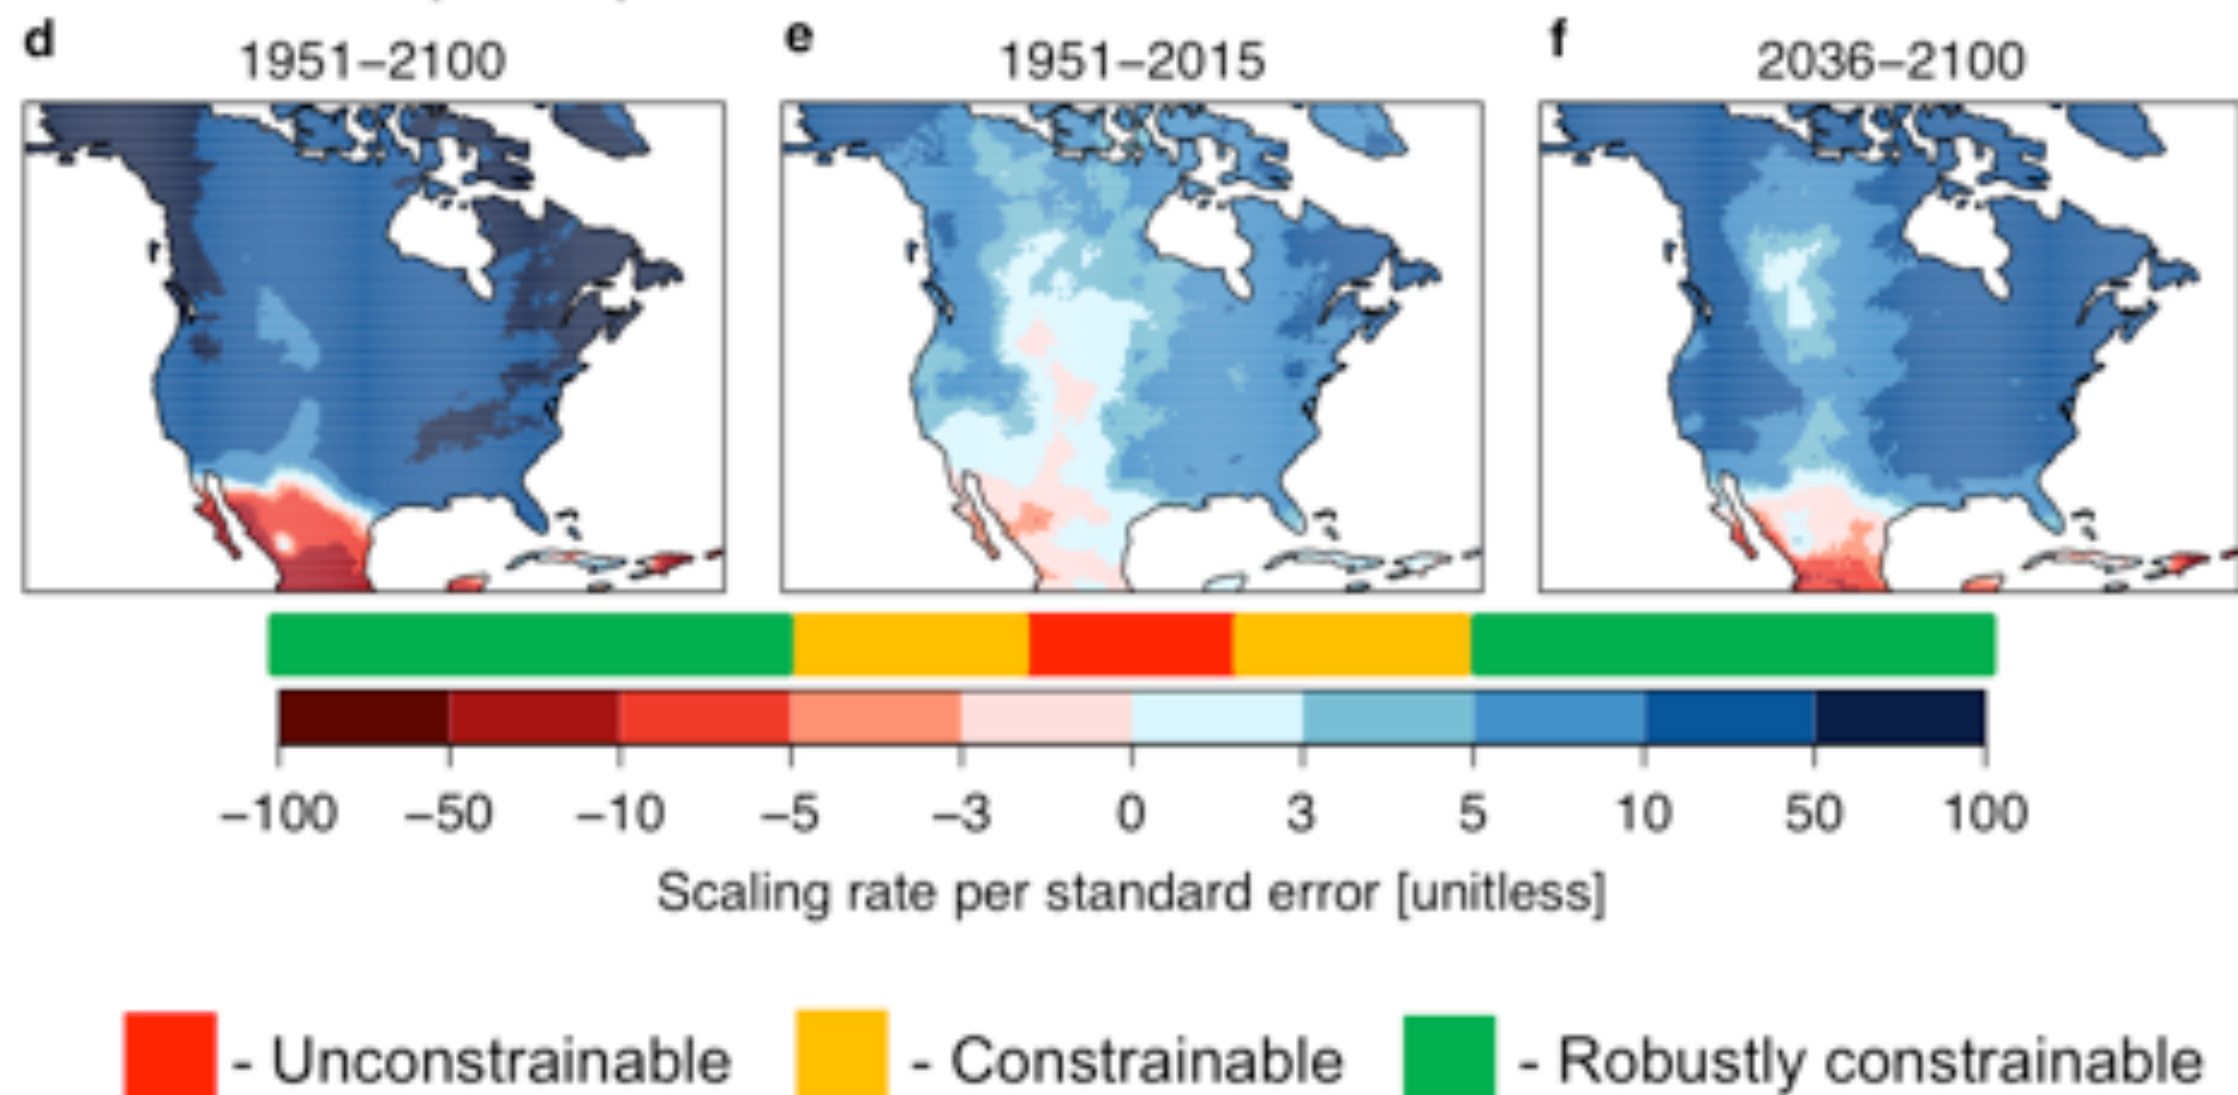 d
1951–2100
e
1951–2015
f
2036–2100
−100 −50 −10 −5 −3 0 3 5 10 50 100
Scaling rate per standard error [unitless]
- Unconstrainable
- Constrainable
- Robustly constrainable